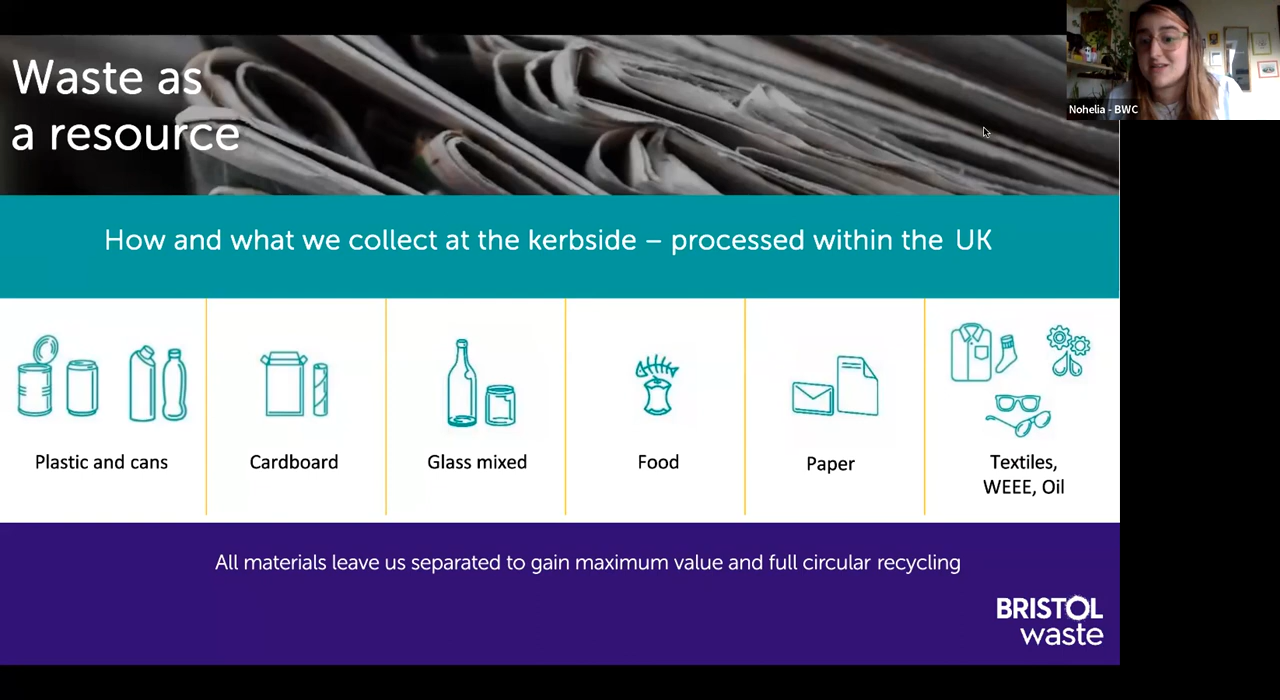 Waste as
a resource
Nohelia - BWC
How and what we collect at the kerbside – processed within the UK
Plastic and cans
Cardboard
Glass mixed
Food
Paper
Textiles,
WEEE, Oil
All materials leave us separated to gain maximum value and full circular recycling
BRISTOL
waste